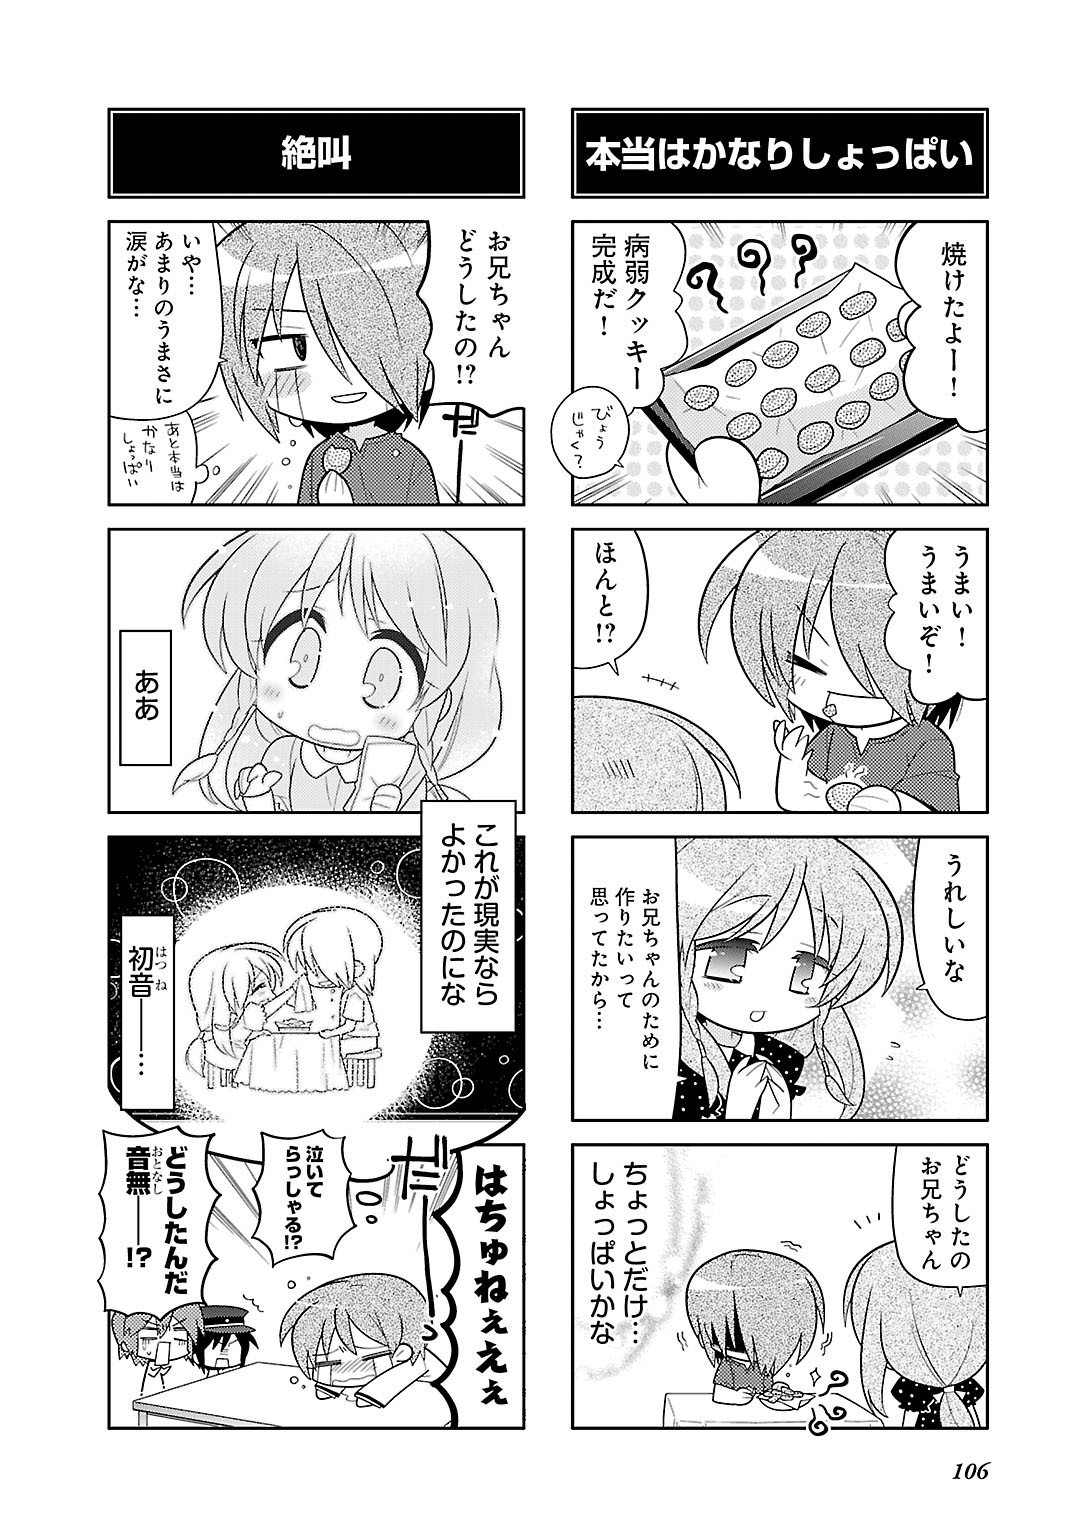 本当はかなりしょっぱい
焼けたよー！
病弱クッキー
完成だ！
びょう
じゃく？
うまい！
うまいぞ！
ほんと!?
うれしいな
お兄ちゃんのために
作りたいって
思ってたから…
どうしたの
お兄ちゃん
ちょっとだけ…
しょっぱいかな
絶叫
お兄ちゃん
どうしたの!?
いや…
あまりのうまさに
涙がな…
あと本当は
かなり
しょっぱい
ああ
これが現実なら
よかったのにな
初音――…
はつね
はちゅねぇぇぇ
泣いて
らっしゃる!?
どうしたんだ
音無――!?
おとなし
うっ
106